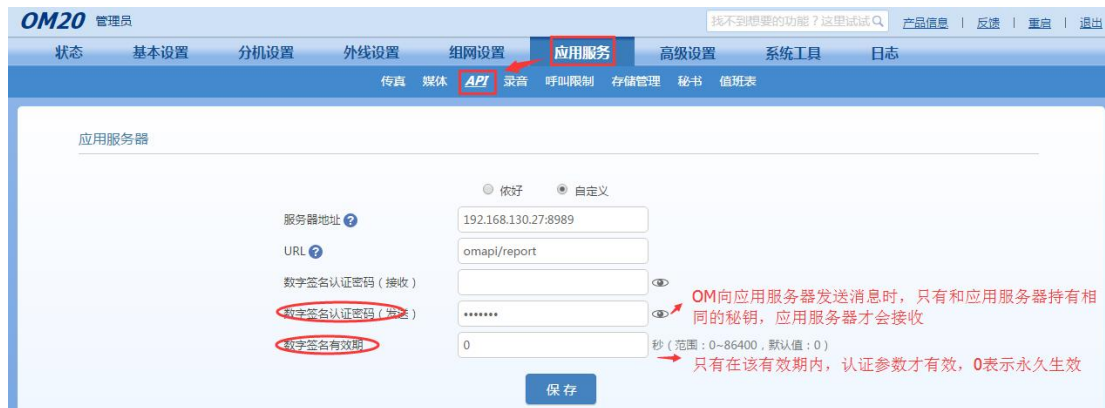 OM20 管理员 找不到想要的功能？这里试试 产品信息 | 反馈 | 重启 | 退出
状态 基本设置 分机设置 外线设置 组网设置 应用服务 高级设置 系统工具 日志
传真 媒体 API 录音 呼叫限制 存储管理 秘书 值班表
应用服务器
侬好 自定义
服务器地址 192.168.130.27:8989
URL omapi/report
数字签名认证密码（接收）
数字签名认证密码（发送） •••••••
OM向应用服务器发送消息时，只有和应用服务器持有相
同的秘钥，应用服务器才会接收
数字签名有效期 0 秒（范围：0~86400，默认值：0）
只有在该有效期内，认证参数才有效，0表示永久生效
保存